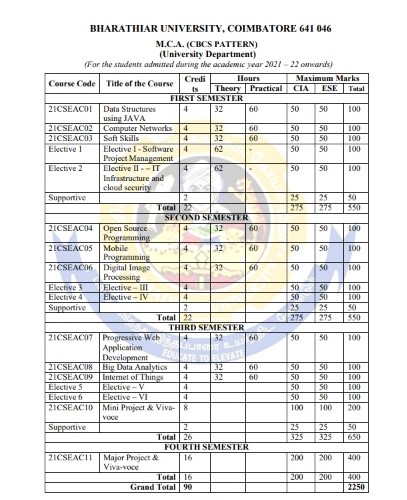 BHARATHIAR UNIVERSITY, COIMBATORE 641 046
M.C.A. (CBCS PATTERN)
(University Department)
(For the students admitted during the academic year 2021 – 22 onwards)
Course Code Title of the Course Credits Hours Maximum Marks
Theory Practical CIA ESE Total
FIRST SEMESTER
21CSEAC01 Data Structures using JAVA 4 32 60 50 50 100
21CSEAC02 Computer Networks 4 32 60 50 50 100
21CSEAC03 Soft Skills 4 32 60 50 50 100
Elective 1 Elective I - Software Project Management 4 62 - 50 50 100
Elective 2 Elective II - – IT Infrastructure and cloud security 4 62 - 50 50 100
Supportive 2 25 25 50
Total 22 275 275 550
SECOND SEMESTER
21CSEAC04 Open Source Programming 4 32 60 50 50 100
21CSEAC05 Mobile Programming 4 32 60 50 50 100
21CSEAC06 Digital Image Processing 4 32 60 50 50 100
Elective 3 Elective – III 4 50 50 100
Elective 4 Elective – IV 4 50 50 100
Supportive 2 25 25 50
Total 22 275 275 550
THIRD SEMESTER
21CSEAC07 Progressive Web Application Development 4 32 60 50 50 100
EDUCATE TO ELEVATE
21CSEAC08 Big Data Analytics 4 32 60 50 50 100
21CSEAC09 Internet of Things 4 32 60 50 50 100
Elective 5 Elective – V 4 50 50 100
Elective 6 Elective – VI 4 50 50 100
21CSEAC10 Mini Project & Viva-voce 8 100 100 200
Supportive 2 25 25 50
Total 26 325 325 650
FOURTH SEMESTER
21CSEAC11 Major Project & Viva-voce 16 200 200 400
Total 16 200 200 400
Grand Total 90 2250